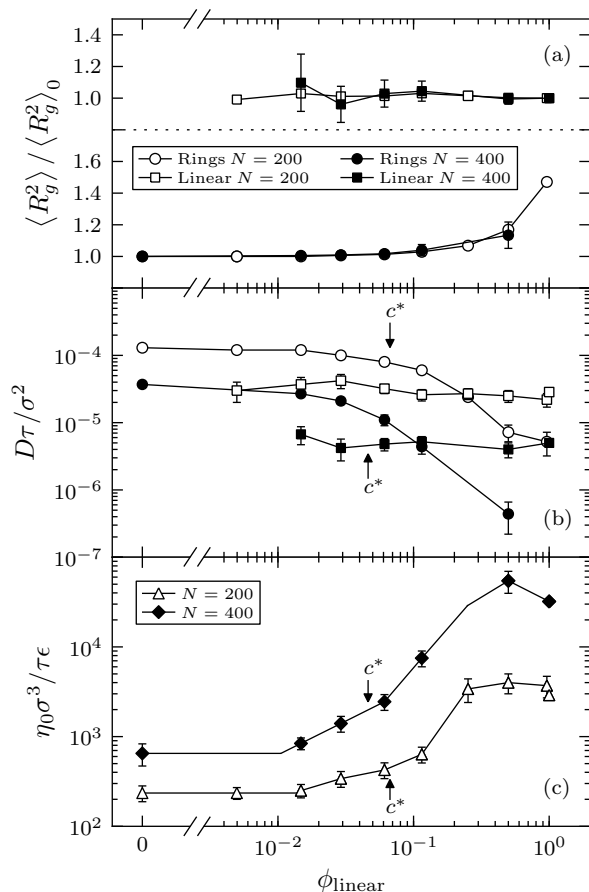 (a)
1.4
1.2
1.0
⟨R_g^2⟩ / ⟨R_g^2⟩_0
Rings N = 200 Rings N = 400
Linear N = 200 Linear N = 400
1.6
1.4
1.2
1.0
c*
10^−4
Dτ/σ^2
10^−5
10^−6
c*
(b)
10^−7
N = 200
N = 400
10^4
c*
η_0σ^3/τϵ
10^3
c*
(c)
10^2
0 10^−2 10^−1 10^0
ϕ_linear